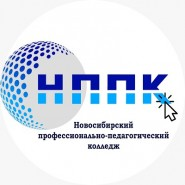 НППК
Новосибирский
профессионально-педагогический
колледж